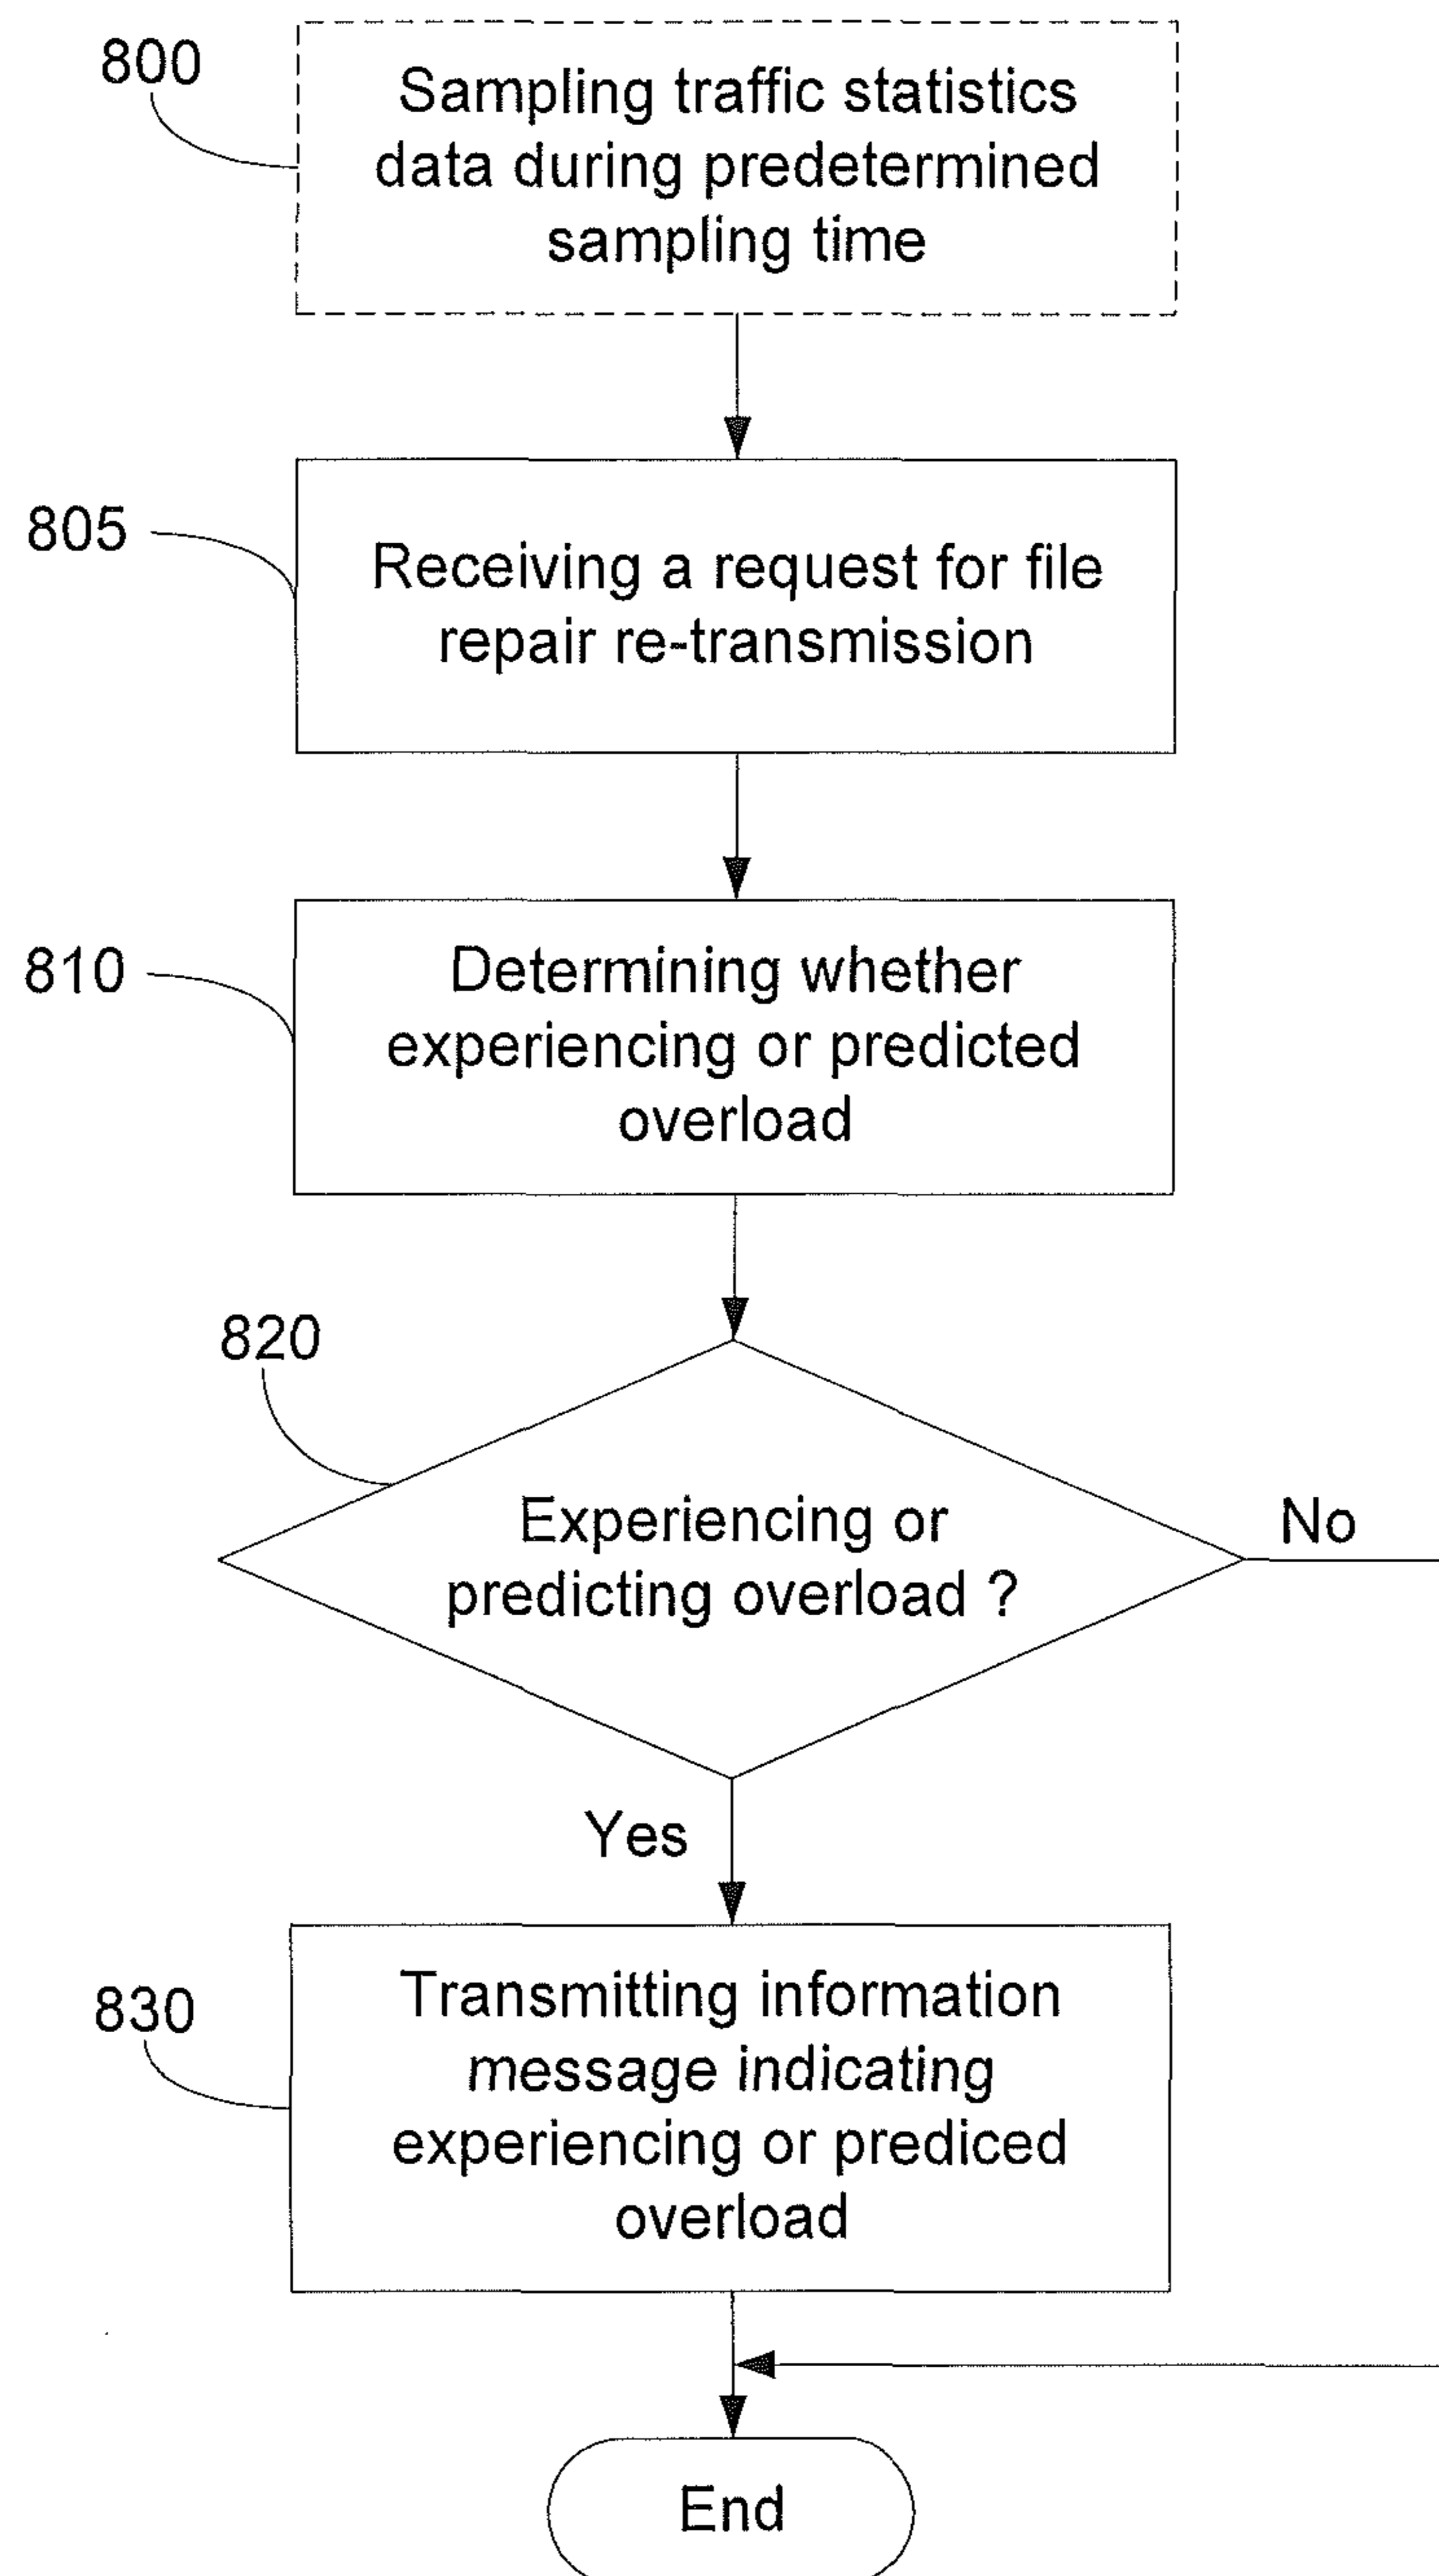 800
Sampling traffic statistics
data during predetermined
sampling time
805
Receiving a request for file
repair re-transmission
810
Determining whether
experiencing or predicted
overload
820
Experiencing or
predicting overload ?
No
Yes
830
Transmitting information
message indicating
experiencing or prediced
overload
End